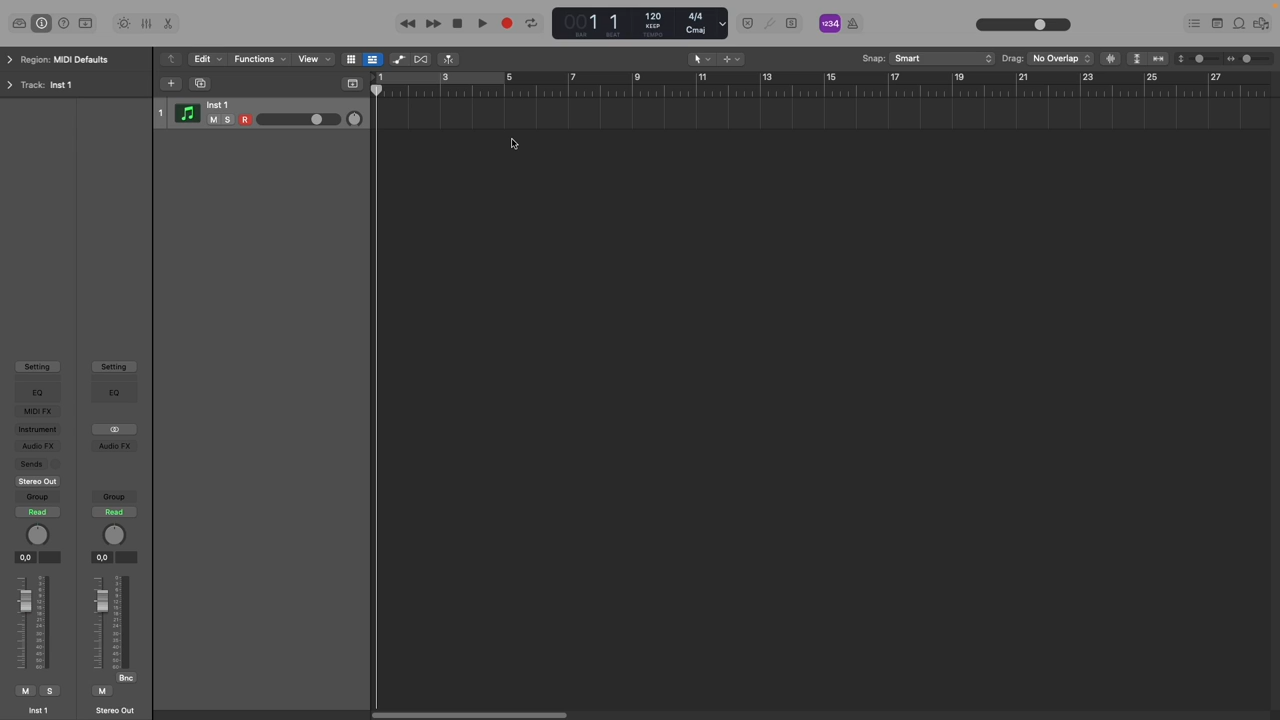 001 1
BAR BEAT
120
KEEP
TEMPO
4/4
Cmaj
1234
Region: MIDI Defaults
Edit
Functions
View
Snap: Smart
Drag: No Overlap
Track: Inst 1
1 3 5 7 9 11 13 15 17 19 21 23 25 27
1
Inst 1
M S R
Setting
Setting
EQ
EQ
MIDI FX
Instrument
Audio FX
Audio FX
Sends
Stereo Out
Group
Group
Read
Read
0,0
0,0
Bnc
M S
M
Inst 1
Stereo Out